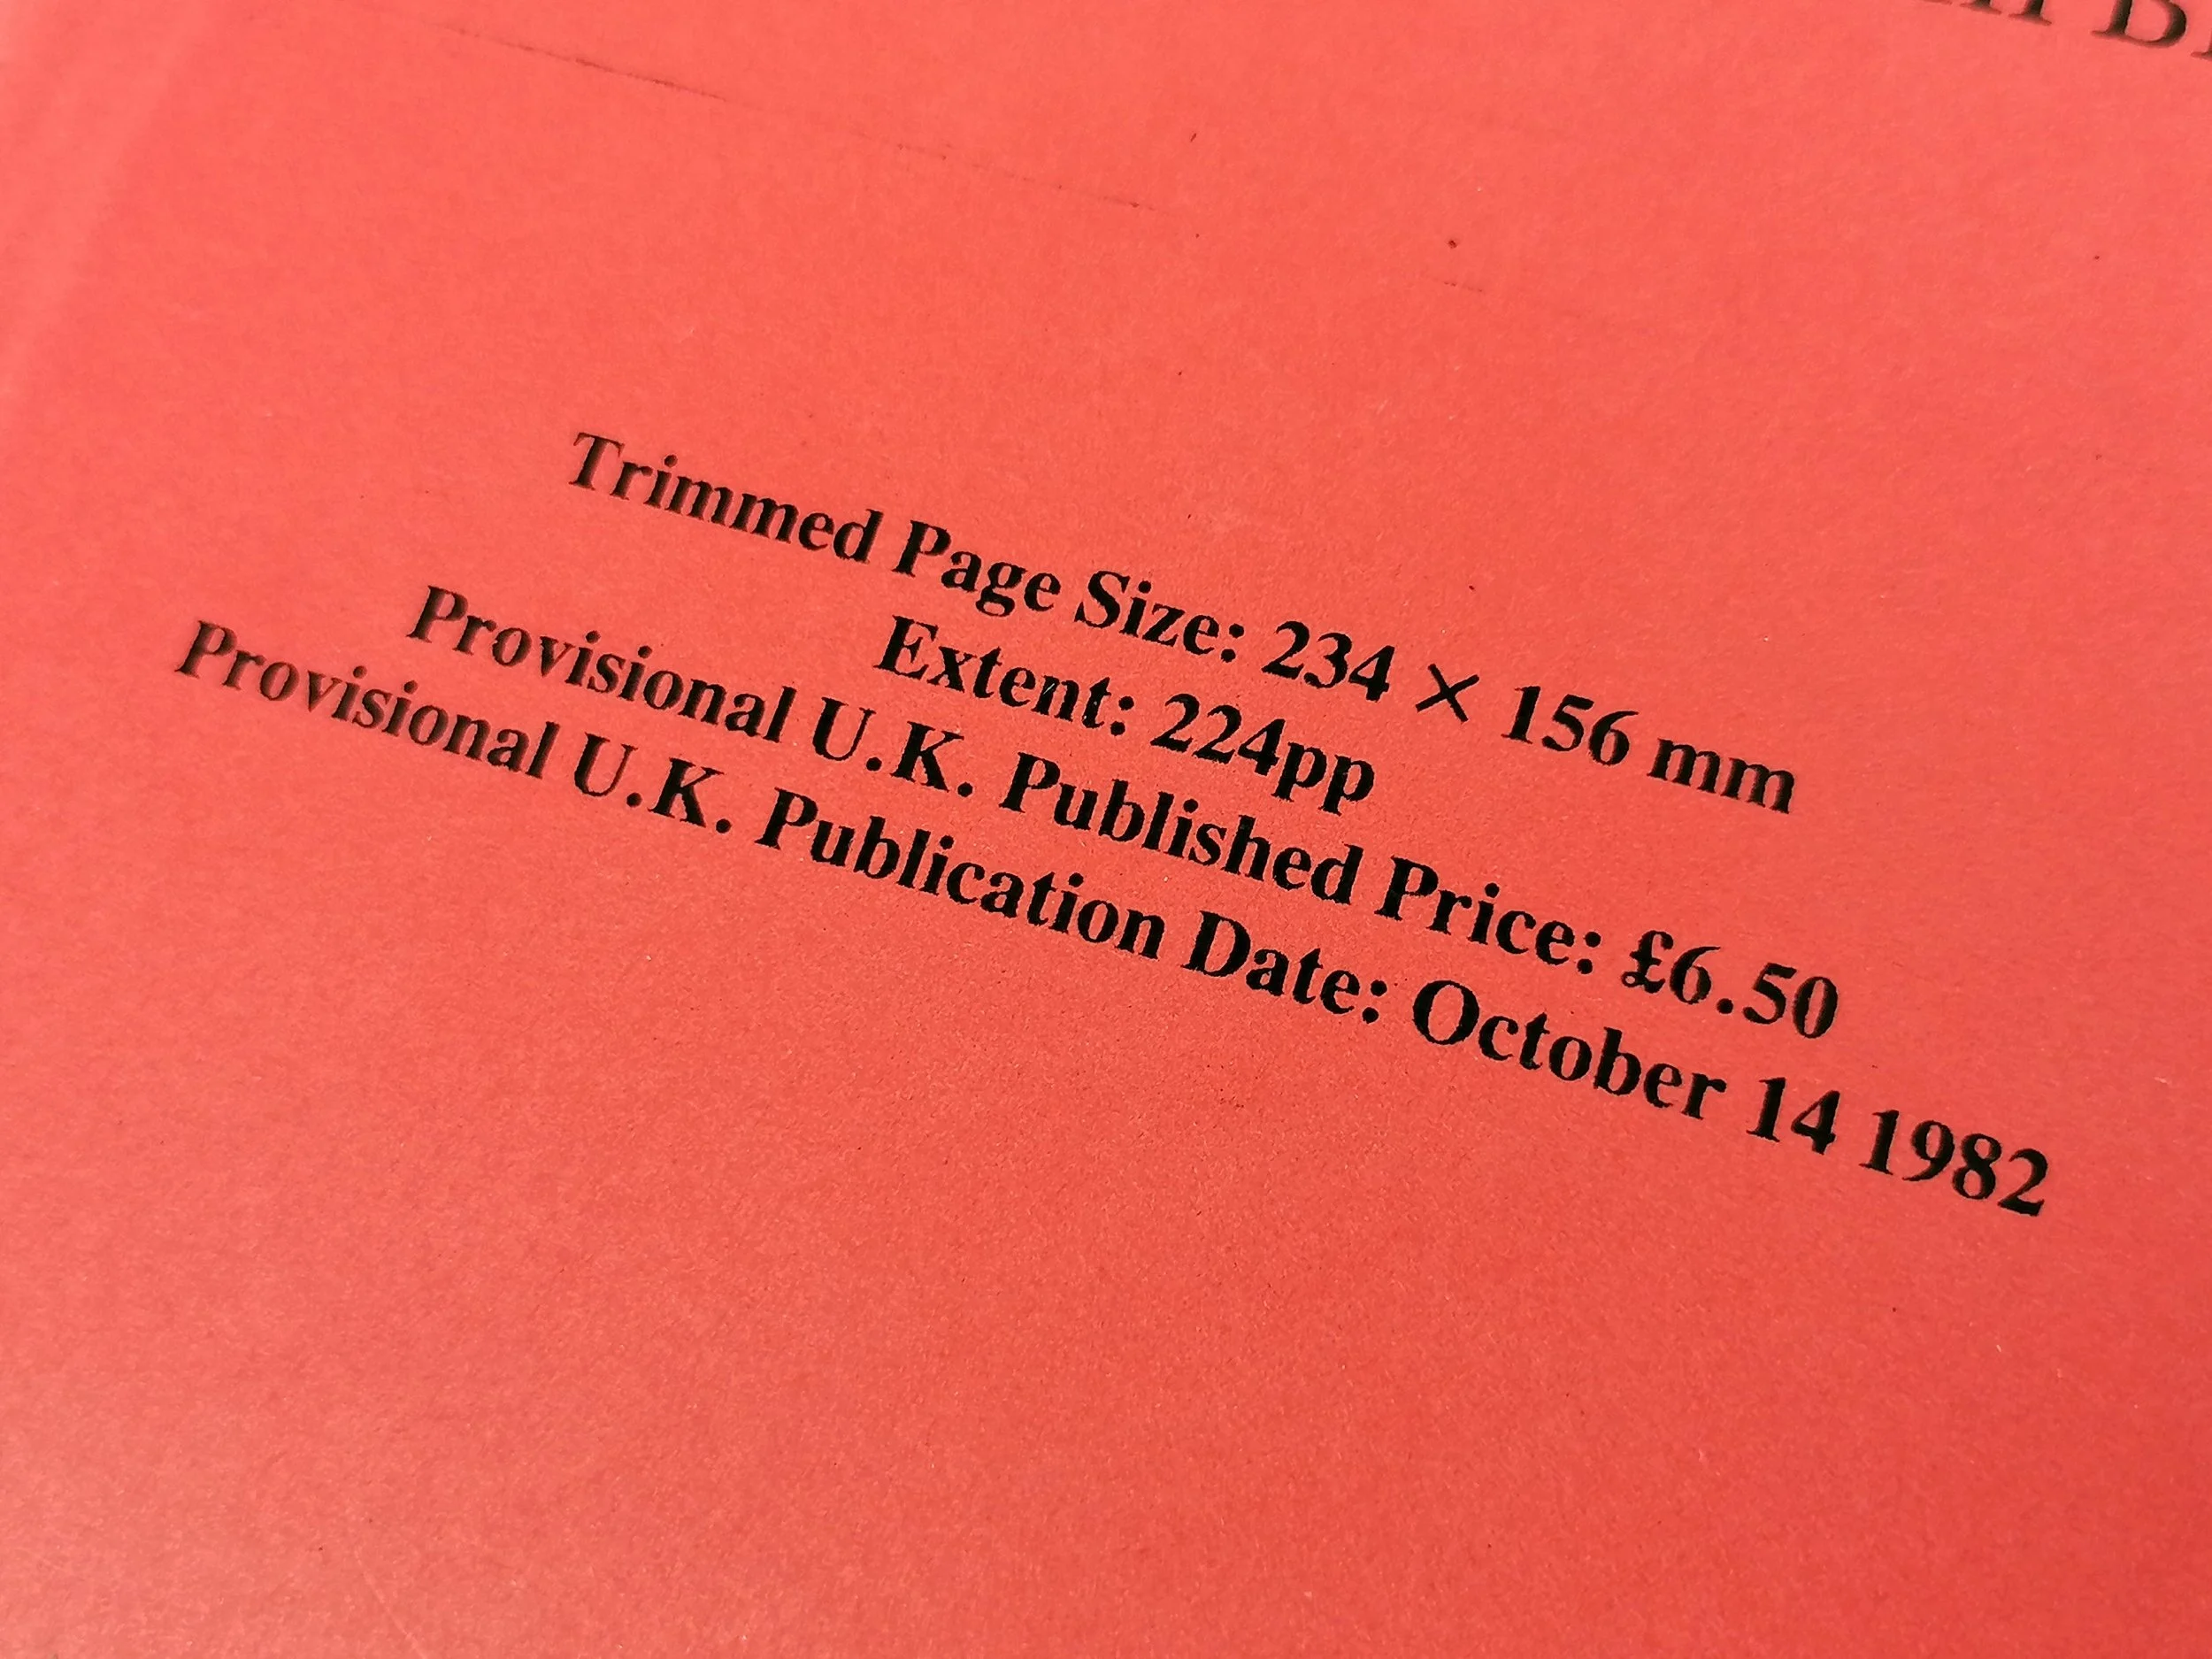 Trimmed Page Size: 234 × 156 mm
Extent: 224pp
Provisional U.K. Published Price: £6.50
Provisional U.K. Publication Date: October 14 1982